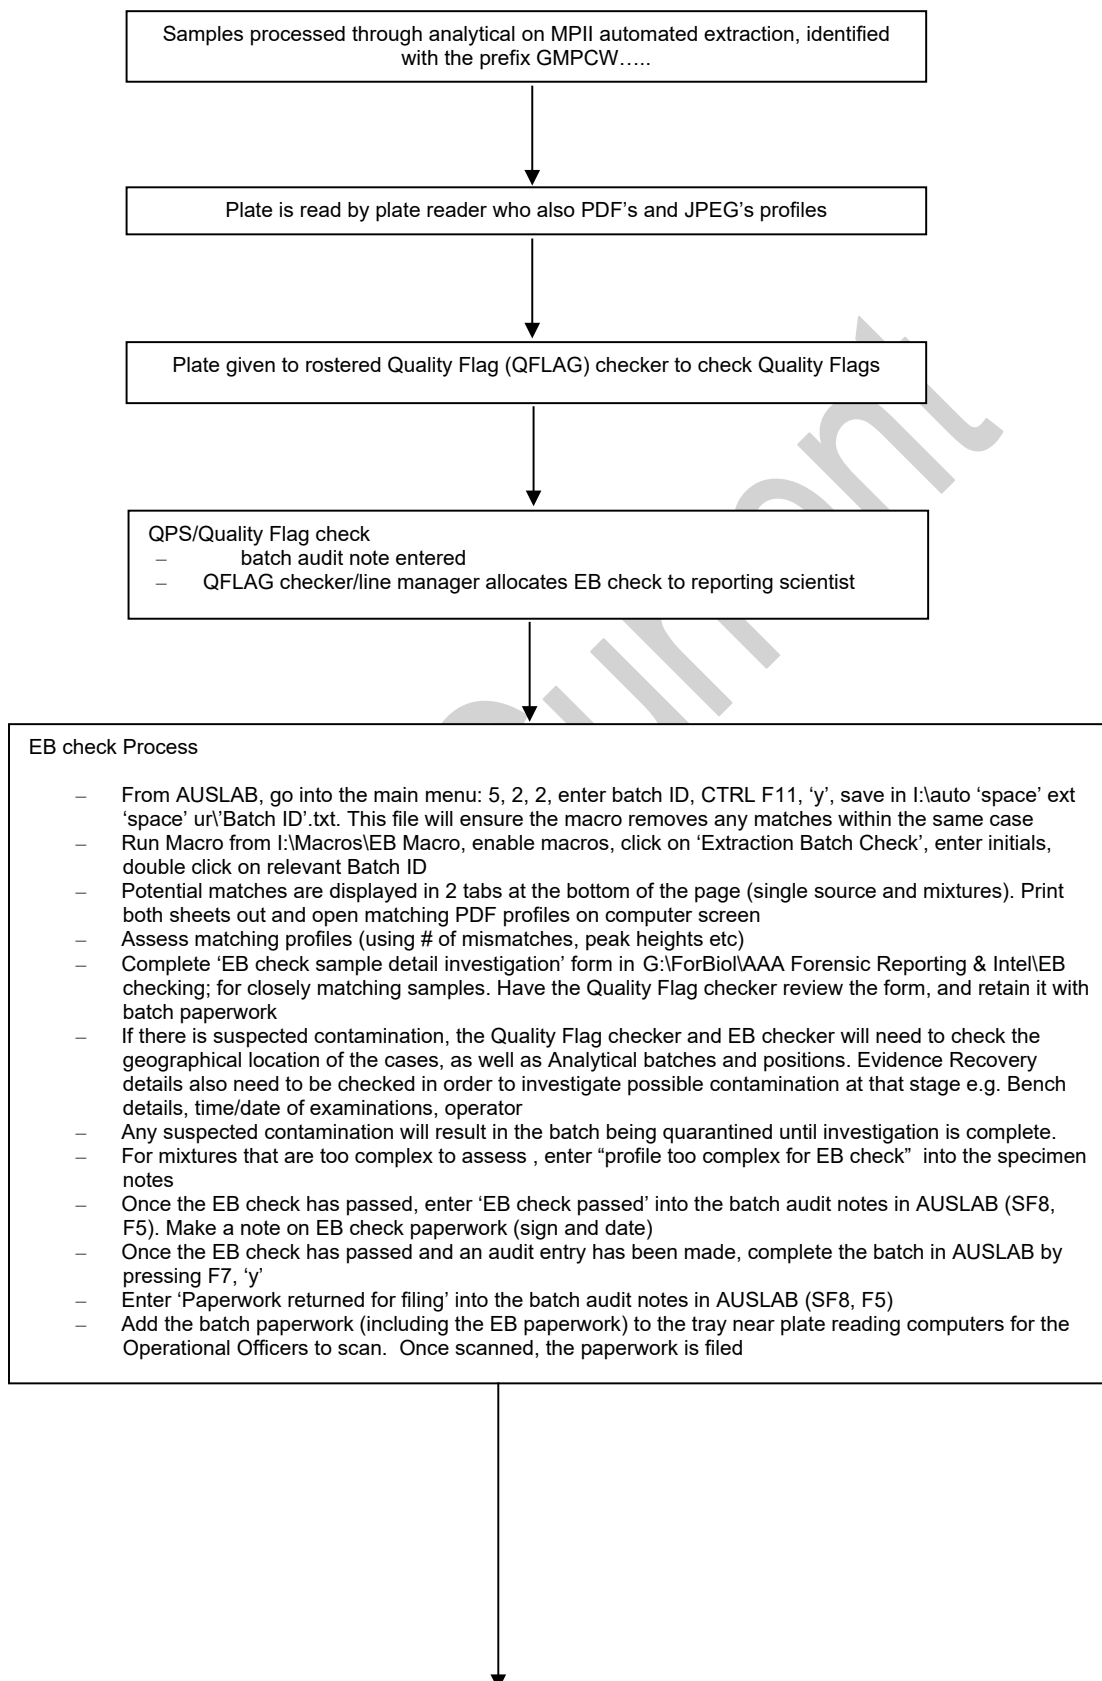 Samples processed through analytical on MPII automated extraction, identified
with the prefix GMPCW…..
Plate is read by plate reader who also PDF's and JPEG's profiles
Plate given to rostered Quality Flag (QFLAG) checker to check Quality Flags
QPS/Quality Flag check
– batch audit note entered
– QFLAG checker/line manager allocates EB check to reporting scientist
EB check Process
– From AUSLAB, go into the main menu: 5, 2, 2, enter batch ID, CTRL F11, ‘y’, save in I:\auto ‘space’ ext
‘space’ ur\’Batch ID’.txt. This file will ensure the macro removes any matches within the same case
– Run Macro from I:\Macros\EB Macro, enable macros, click on ‘Extraction Batch Check’, enter initials,
double click on relevant Batch ID
– Potential matches are displayed in 2 tabs at the bottom of the page (single source and mixtures). Print
both sheets out and open matching PDF profiles on computer screen
– Assess matching profiles (using # of mismatches, peak heights etc)
– Complete ‘EB check sample detail investigation’ form in G:\ForBiol\AAA Forensic Reporting & Intel\EB
checking; for closely matching samples. Have the Quality Flag checker review the form, and retain it with
batch paperwork
– If there is suspected contamination, the Quality Flag checker and EB checker will need to check the
geographical location of the cases, as well as Analytical batches and positions. Evidence Recovery
details also need to be checked in order to investigate possible contamination at that stage e.g. Bench
details, time/date of examinations, operator
– Any suspected contamination will result in the batch being quarantined until investigation is complete.
– For mixtures that are too complex to assess , enter “profile too complex for EB check” into the specimen
notes
– Once the EB check has passed, enter ‘EB check passed’ into the batch audit notes in AUSLAB (SF8,
F5). Make a note on EB check paperwork (sign and date)
– Once the EB check has passed and an audit entry has been made, complete the batch in AUSLAB by
pressing F7, ‘y’
– Enter ‘Paperwork returned for filing’ into the batch audit notes in AUSLAB (SF8, F5)
– Add the batch paperwork (including the EB paperwork) to the tray near plate reading computers for the
Operational Officers to scan. Once scanned, the paperwork is filed